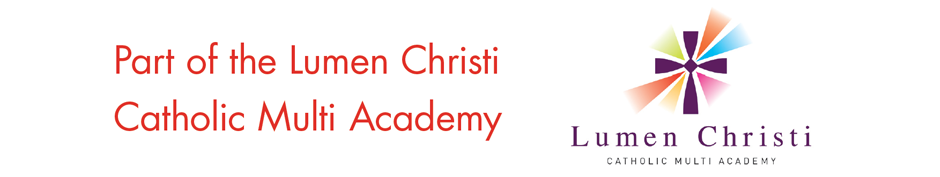 Part of the Lumen Christi
Catholic Multi Academy
Lumen Christi
CATHOLIC MULTI ACADEMY